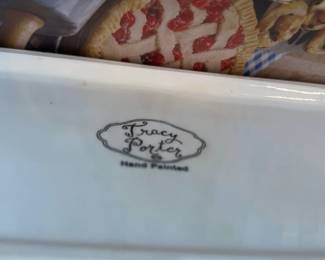 Tracy
Porter
Hand Painted